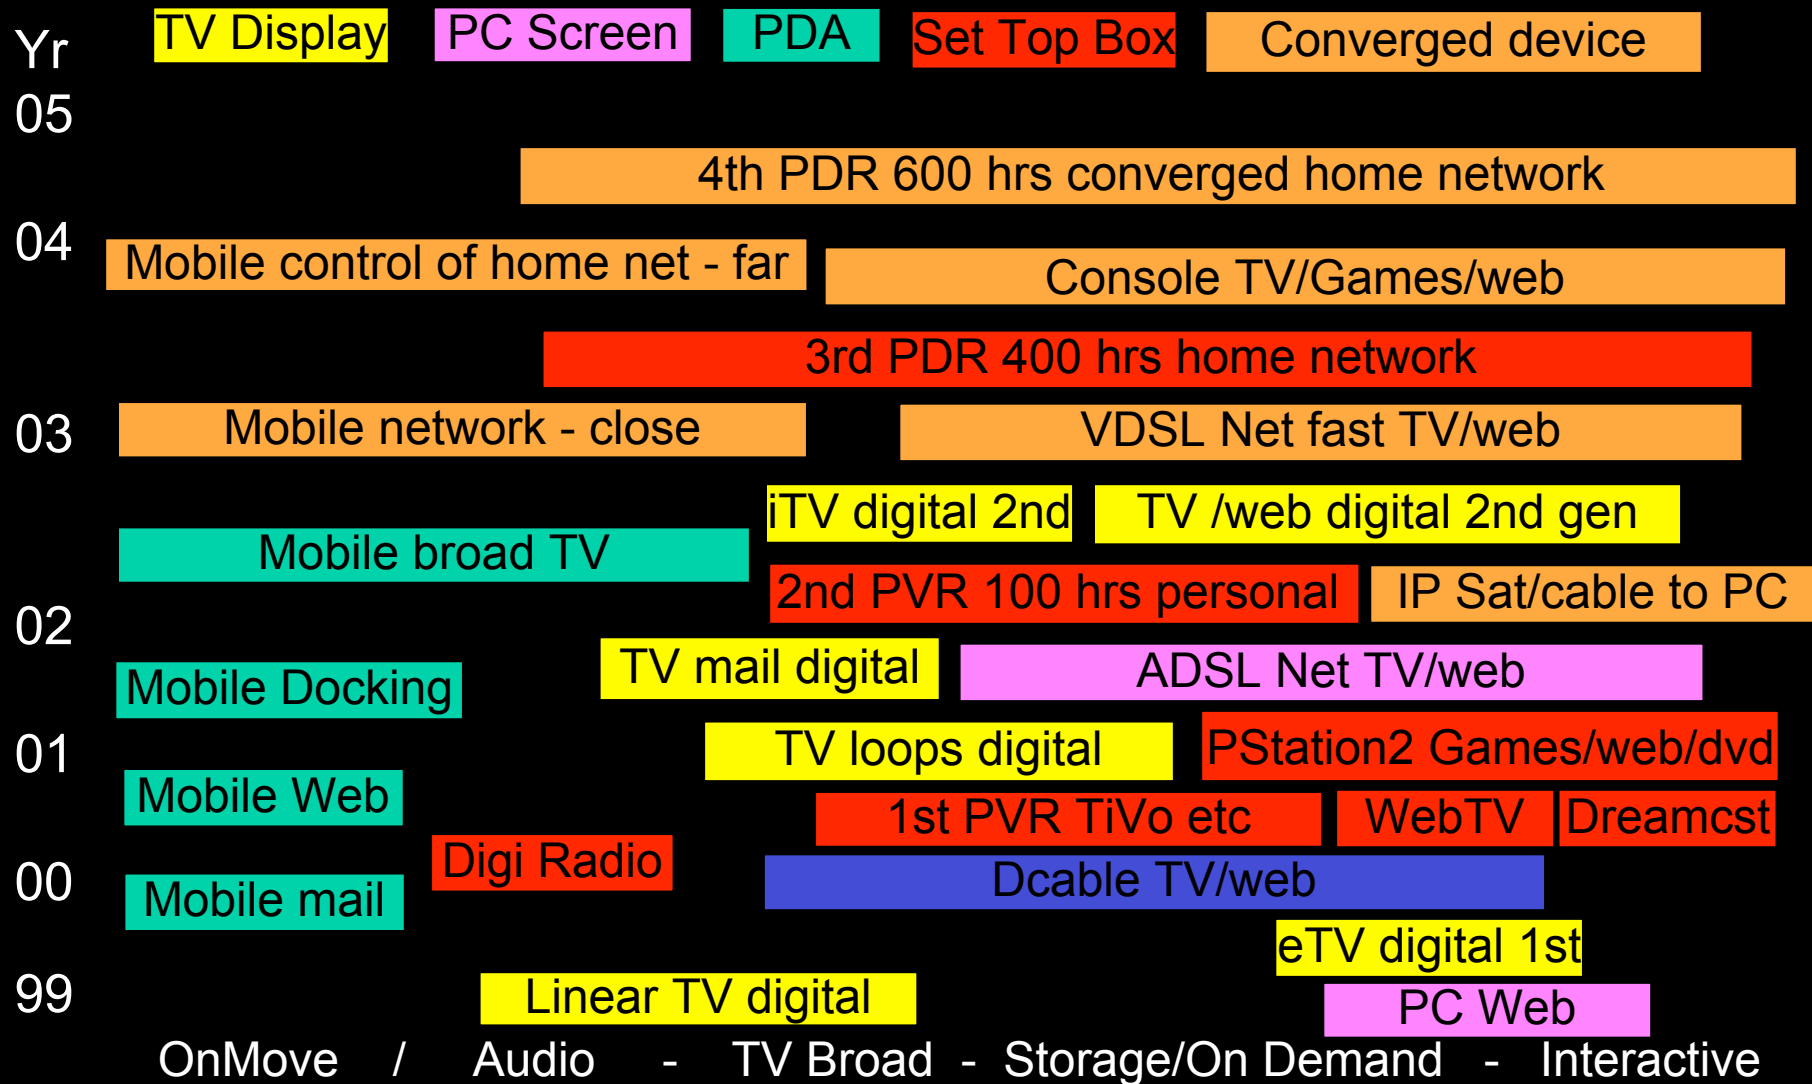 Yr
TV Display
PC Screen
PDA
Set Top Box
Converged device
05
4th PDR 600 hrs converged home network
04
Mobile control of home net - far
Console TV/Games/web
3rd PDR 400 hrs home network
03
Mobile network - close
VDSL Net fast TV/web
iTV digital 2nd
TV /web digital 2nd gen
Mobile broad TV
2nd PVR 100 hrs personal
IP Sat/cable to PC
02
TV mail digital
ADSL Net TV/web
Mobile Docking
01
TV loops digital
PStation2 Games/web/dvd
Mobile Web
1st PVR TiVo etc
WebTV
Dreamcst
Digi Radio
00
Dcable TV/web
Mobile mail
eTV digital 1st
99
Linear TV digital
PC Web
OnMove / Audio - TV Broad - Storage/On Demand - Interactive